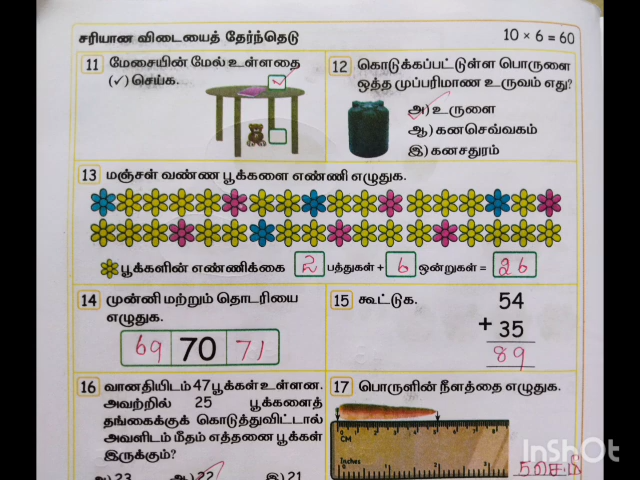 சரியான விடையைத் தேர்ந்தெடு
10 × 6 = 60
11 மேசையின் மேல் உள்ளதை
(✓) செய்க.
12 கொடுக்கப்பட்டுள்ள பொருளை
ஒத்த முப்பரிமாண உருவம் எது?
அ) உருளை
ஆ) கனசெவ்வகம்
இ) கனசதுரம்
13 மஞ்சள் வண்ண பூக்களை எண்ணி எழுதுக.
பூக்களின் எண்ணிக்கை 2 பத்துகள் + 6 ஒன்றுகள் = 26
14 முன்னி மற்றும் தொடரியை
எழுதுக.
69 70 71
15 கூட்டுக.
54
+ 35
89
16 வானதியிடம் 47 பூக்கள் உள்ளன.
அவற்றில் 25 பூக்களைத்
தங்கைக்குக் கொடுத்துவிட்டால்
அவளிடம் மீதம் எத்தனை பூக்கள்
இருக்கும்?
அ) 23 ஆ) 22 இ) 21
17 பொருளின் நீளத்தை எழுதுக.
CM
Inches
5 செ.மீ
InShOt